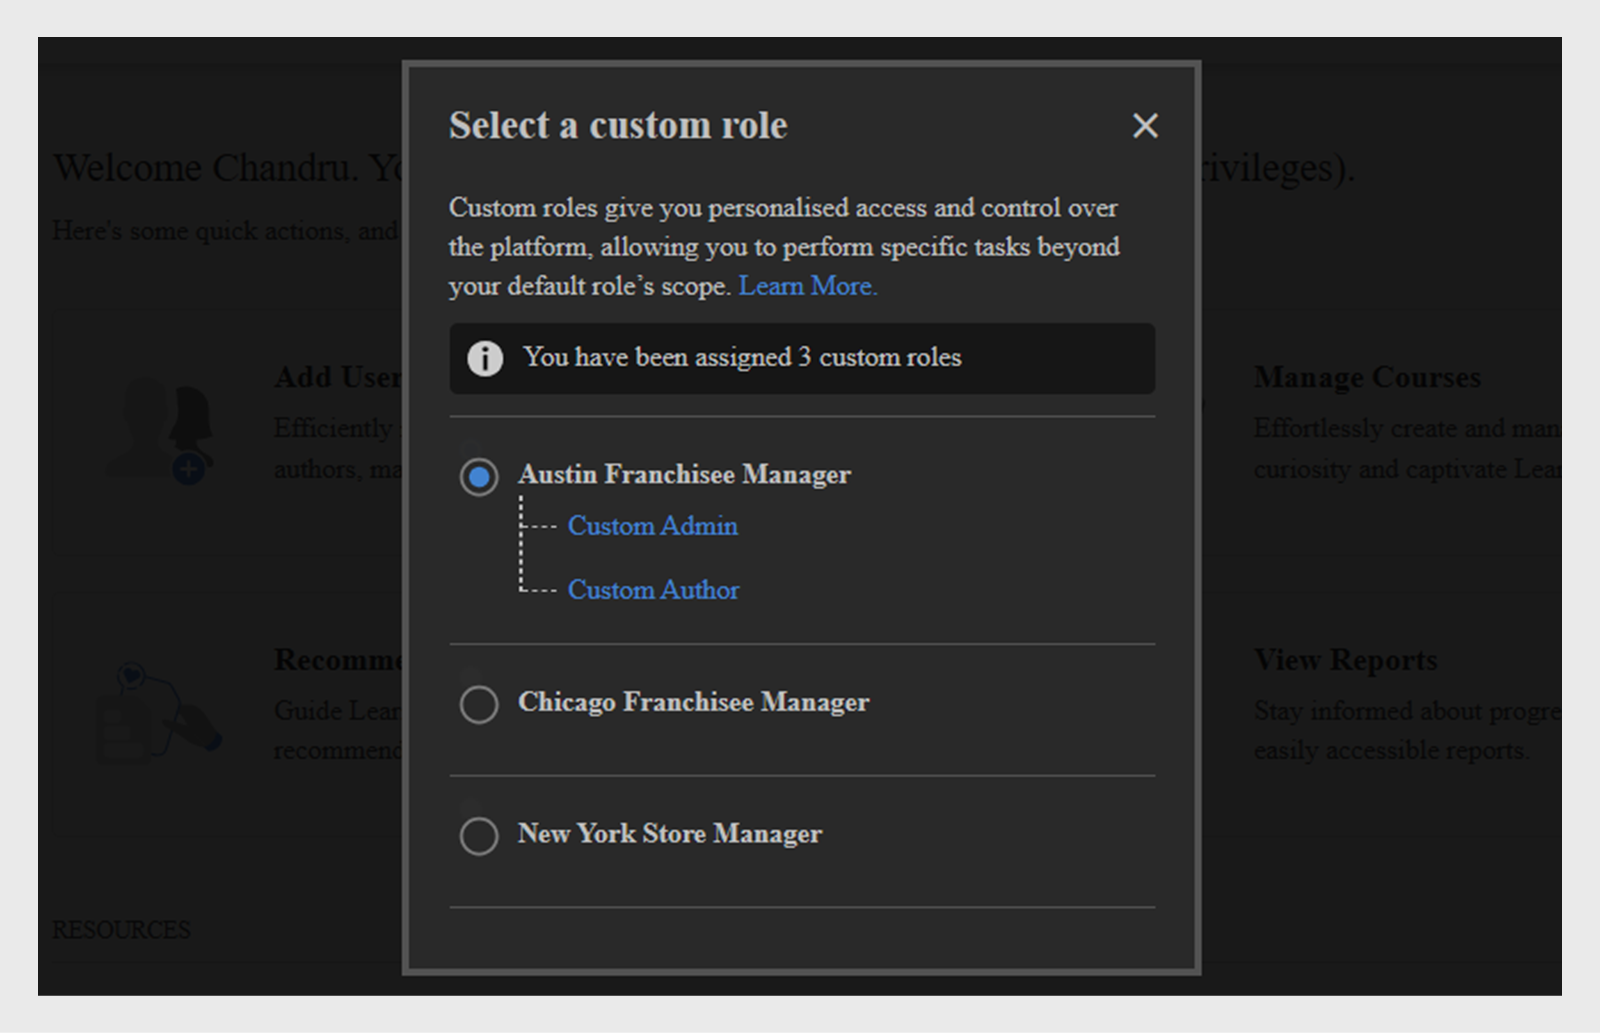 Select a custom role
Welcome Chandru. Yo
rivileges).
Here's some quick actions, and
Custom roles give you personalised access and control over
the platform, allowing you to perform specific tasks beyond
your default role's scope. Learn More.
You have been assigned 3 custom roles
Add User
Efficiently
authors, ma
Manage Courses
Effortlessly create and man
curiosity and captivate Lear
Austin Franchisee Manager
Custom Admin
Custom Author
Recomme
Guide Lear
recommend
View Reports
Stay informed about progre
easily accessible reports.
Chicago Franchisee Manager
New York Store Manager
RESOURCES